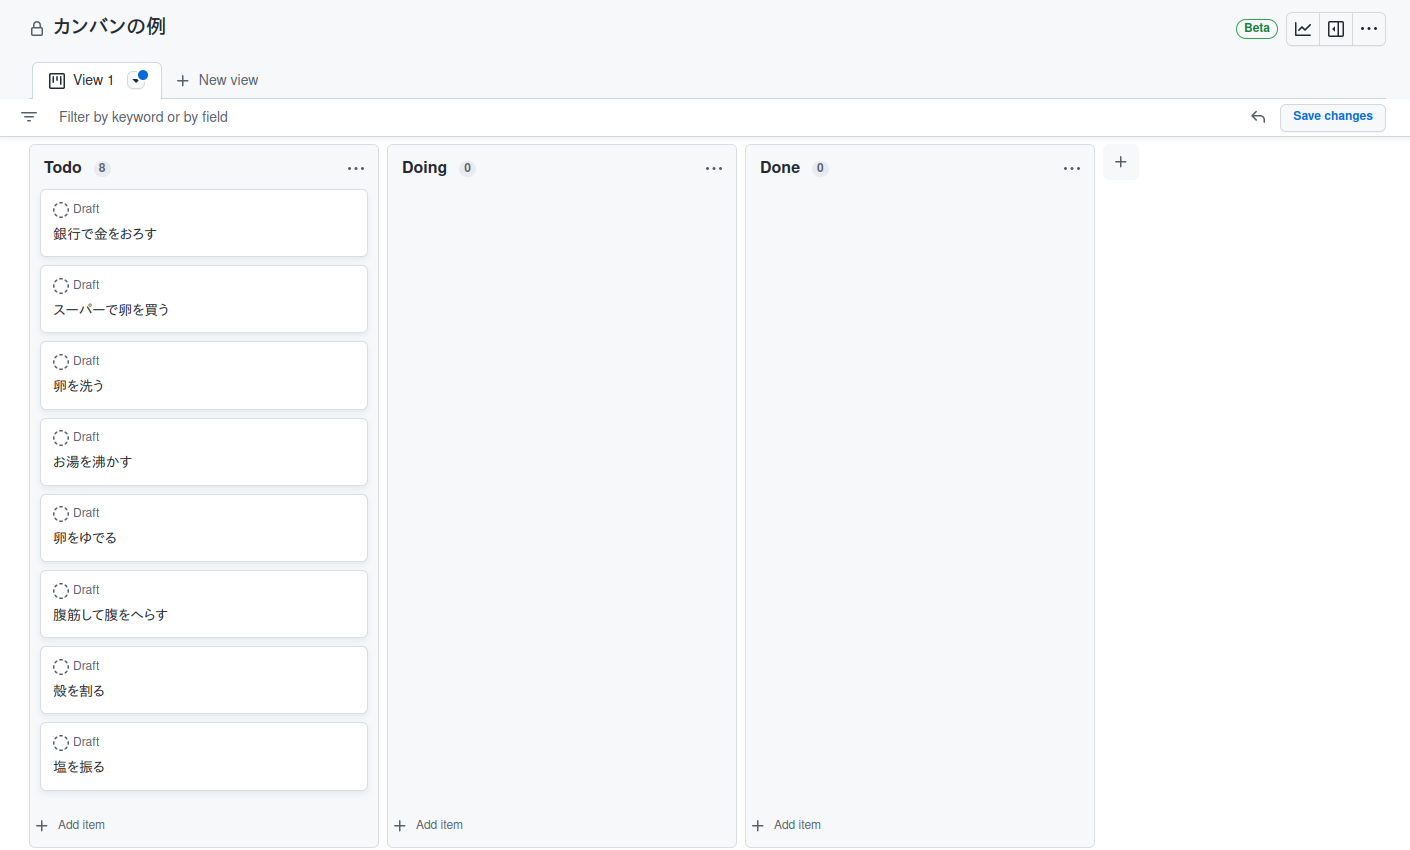 カンバンの例
Beta
View 1
New view
Filter by keyword or by field
Save changes
Todo 8
Draft
銀行で金をおろす
Draft
スーパーで卵を買う
Draft
卵を洗う
Draft
お湯を沸かす
Draft
卵をゆでる
Draft
腹筋して腹をへらす
Draft
殻を割る
Draft
塩を振る
Add item
Doing 0
Add item
Done 0
Add item